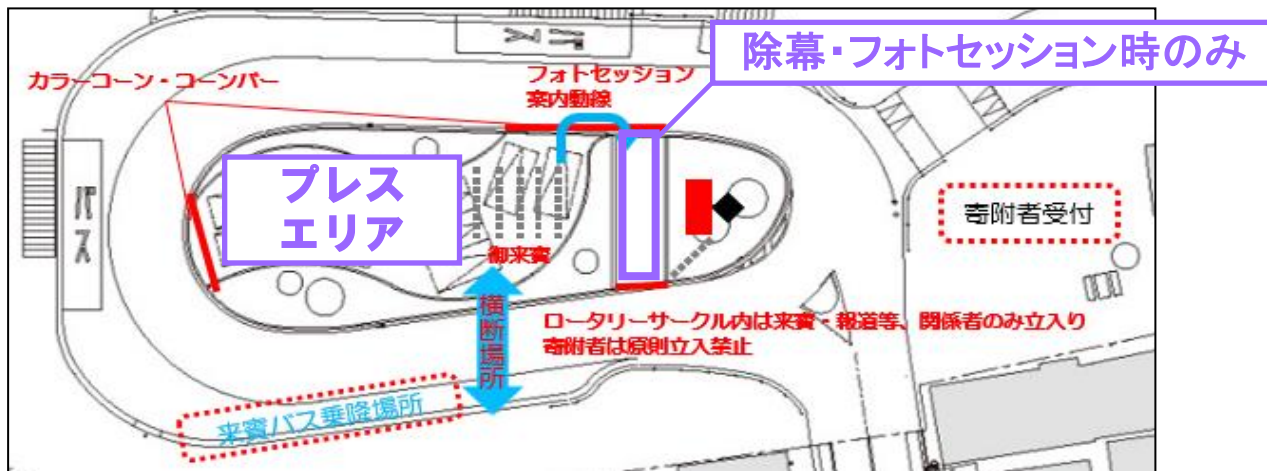 除幕・フォトセッション時のみ
カラーコーン・コーンバー
フォトセッション
案内動線
プレス
エリア
バス
寄附者受付
御来賓
横断場所
ロータリーサークル内は来賓・報道等、関係者のみ立入り
寄附者は原則立入禁止
来賓バス乗降場所